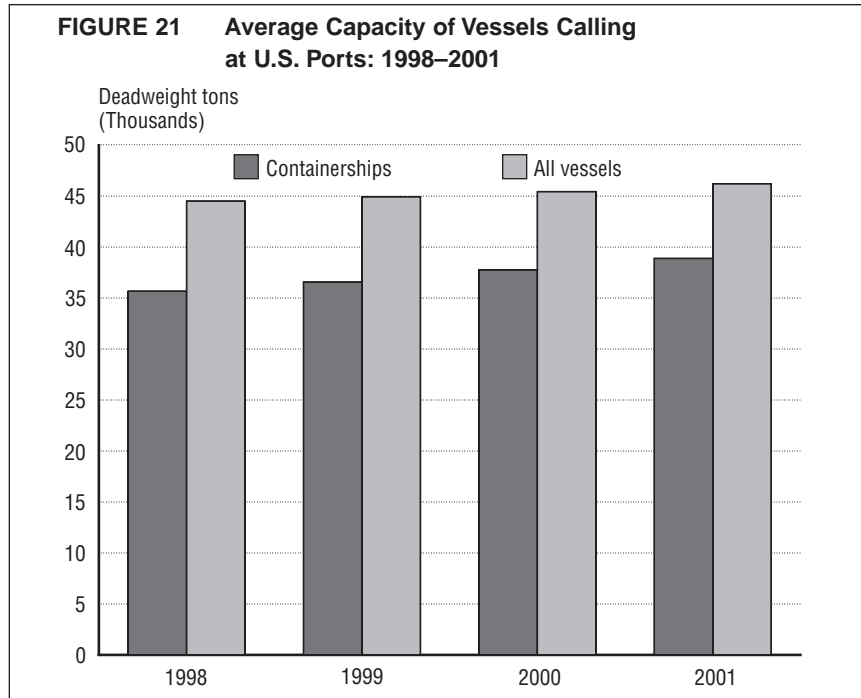 FIGURE 21 Average Capacity of Vessels Calling
at U.S. Ports: 1998–2001
Deadweight tons
(Thousands)
Containerships All vessels
50
45
40
35
30
25
20
15
10
5
0
1998 1999 2000 2001